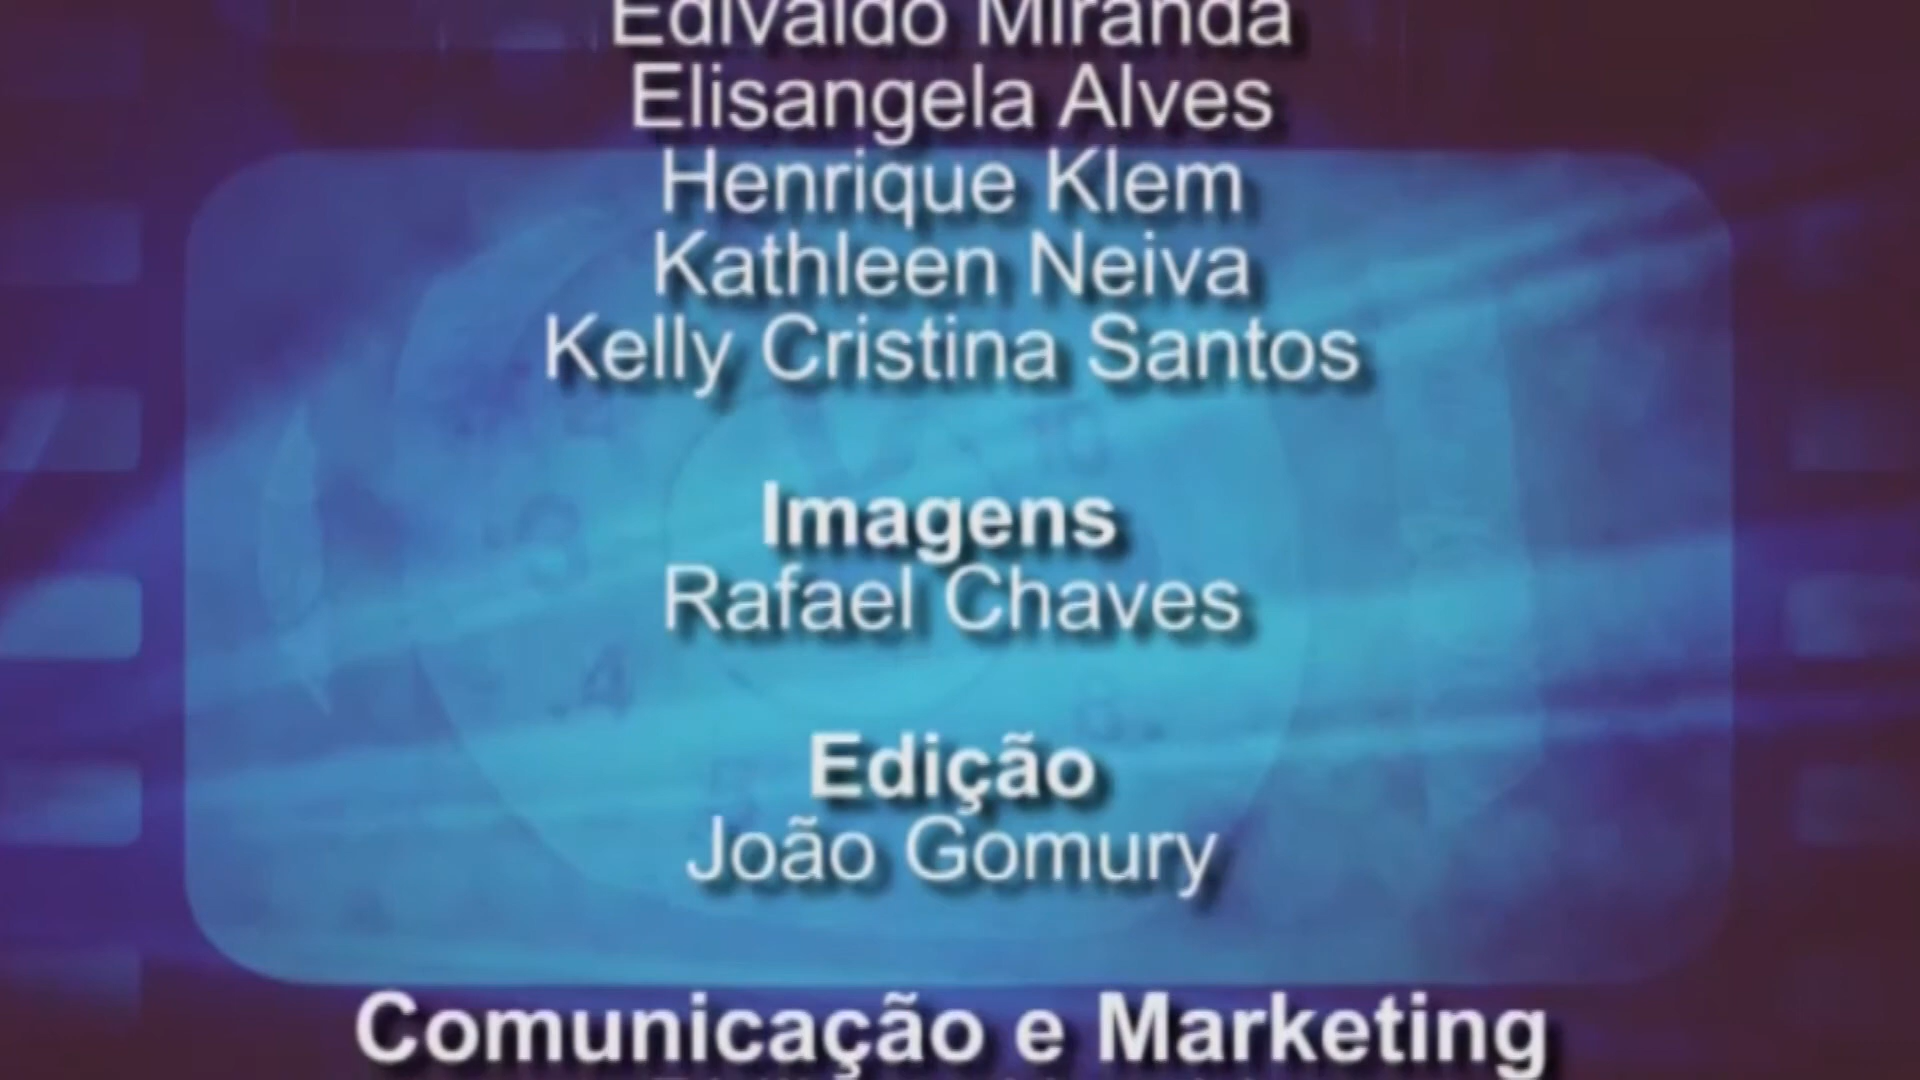 Edivaldo Miranda
Elisangela Alves
Henrique Klem
Kathleen Neiva
Kelly Cristina Santos
Imagens
Rafael Chaves
Edição
João Gomury
Comunicação e Marketing